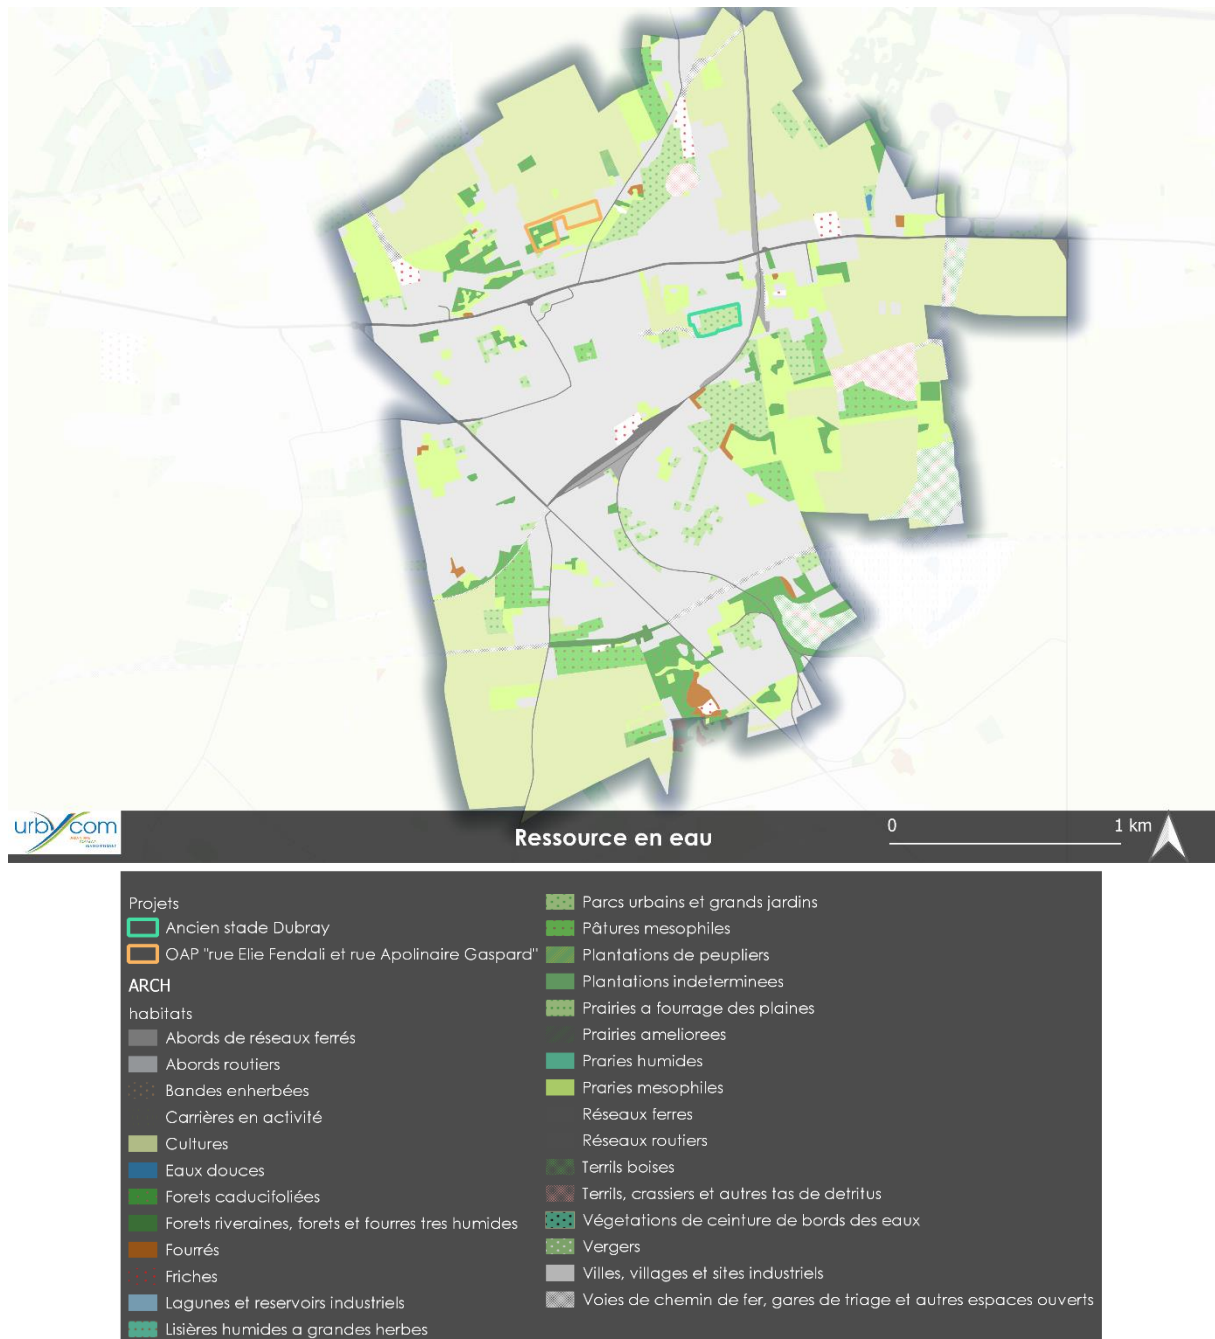 urbycom
Ressource en eau
0
1 km
Projets
Ancien stade Dubray
OAP "rue Elie Fendali et rue Apolinaire Gaspard"
ARCH
habitats
Abords de réseaux ferrés
Abords routiers
Bandes enherbées
Carrières en activité
Cultures
Eaux douces
Forets caducifoliées
Forets riveraines, forets et fourres tres humides
Fourrés
Friches
Lagunes et reservoirs industriels
Lisières humides a grandes herbes
Parcs urbains et grands jardins
Pâtures mesophiles
Plantations de peupliers
Plantations indeterminees
Prairies a fourrage des plaines
Prairies ameliorees
Praries humides
Praries mesophiles
Réseaux ferres
Réseaux routiers
Terrils boises
Terrils, crassiers et autres tas de detritus
Végetations de ceinture de bords des eaux
Vergers
Villes, villages et sites industriels
Voies de chemin de fer, gares de triage et autres espaces ouverts